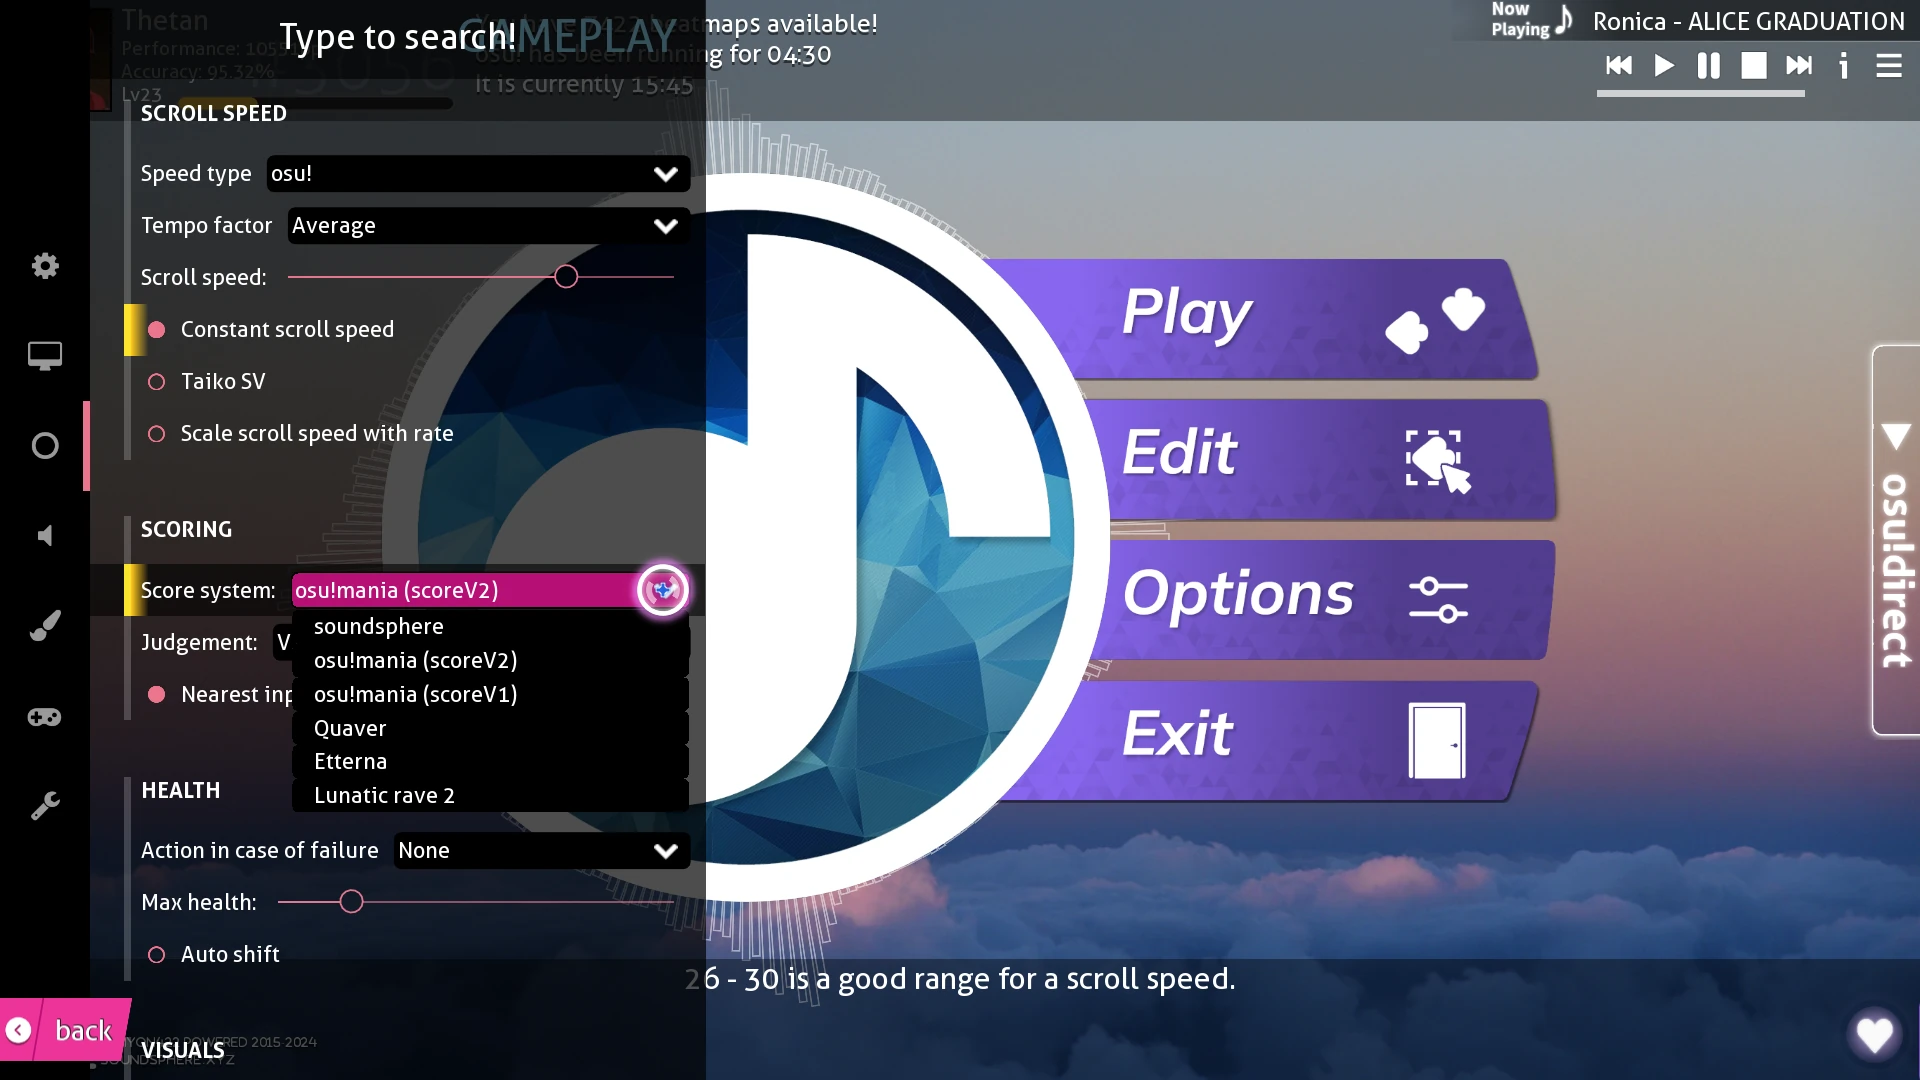 Thetan
Performance:
Accuracy: 95.32%
Lv23
Type to search!
GAMEPLAY
maps available!
osu! has been running for 04:30
It is currently 15:45
Now Playing
Ronica - ALICE GRADUATION
SCROLL SPEED
Speed type osu!
Tempo factor Average
Scroll speed:
Constant scroll speed
Taiko SV
Scale scroll speed with rate
SCORING
Score system: osu!mania (scoreV2)
soundsphere
Judgement: V
osu!mania (scoreV2)
Nearest inp
osu!mania (scoreV1)
Quaver
Etterna
Lunatic rave 2
HEALTH
Action in case of failure None
Max health:
Auto shift
VISUALS
back
POWERED 2015-2024
SOUNDSPHERE.XYZ
Play
Edit
Options
Exit
osu!direct
26 - 30 is a good range for a scroll speed.